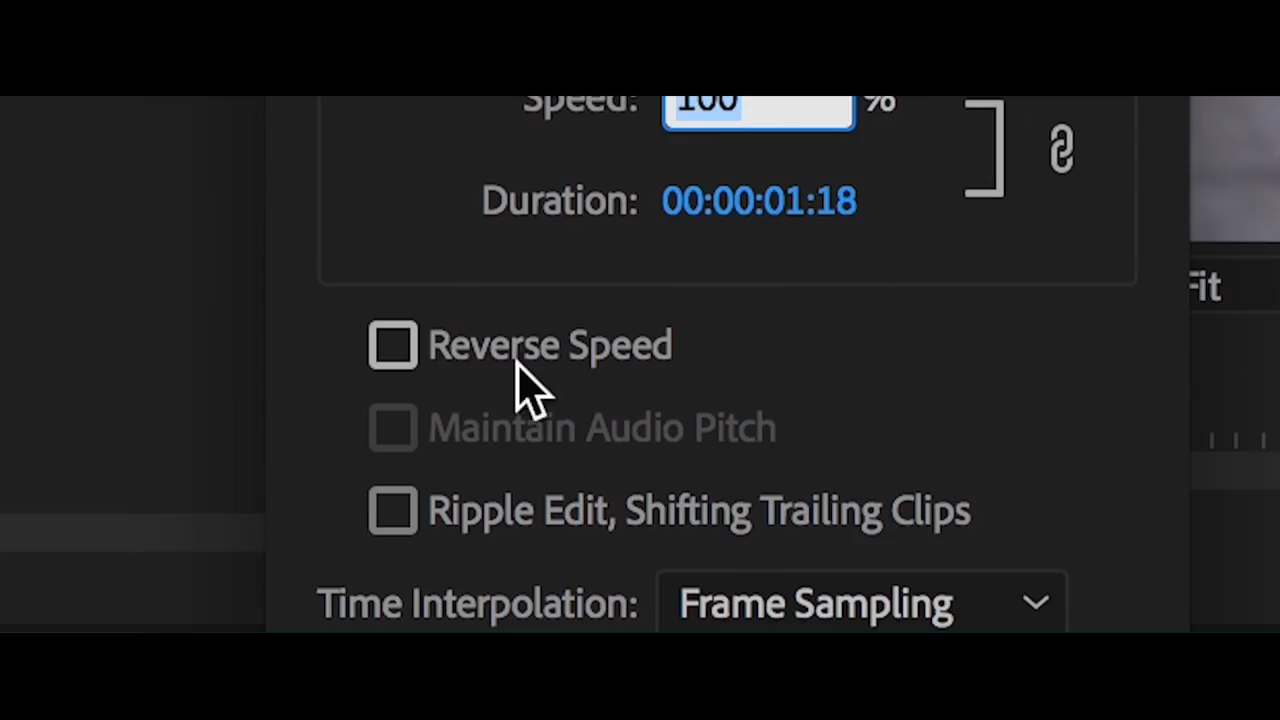 Speed: 100 %
Duration: 00:00:01:18
Fit
Reverse Speed
Maintain Audio Pitch
Ripple Edit, Shifting Trailing Clips
Time Interpolation: Frame Sampling